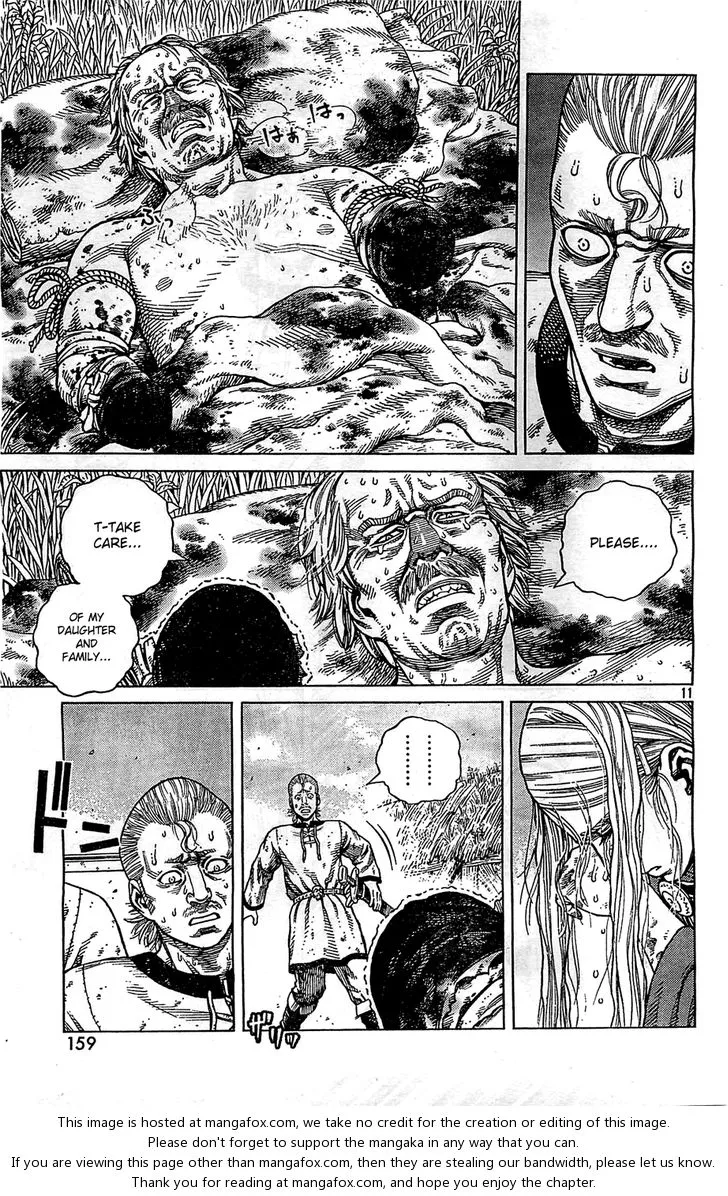 はっ
はあ
ふっ
PLEASE....
T-TAKE
CARE...
OF MY
DAUGHTER
AND
FAMILY...
11
ドーン
ザリッ
159
This image is hosted at mangafox.com, we take no credit for the creation or editing of this image.
Please don't forget to support the mangaka in any way that you can.
If you are viewing this page other than mangafox.com, then they are stealing our bandwidth, please let us know.
Thank you for reading at mangafox.com, and hope you enjoy the chapter.